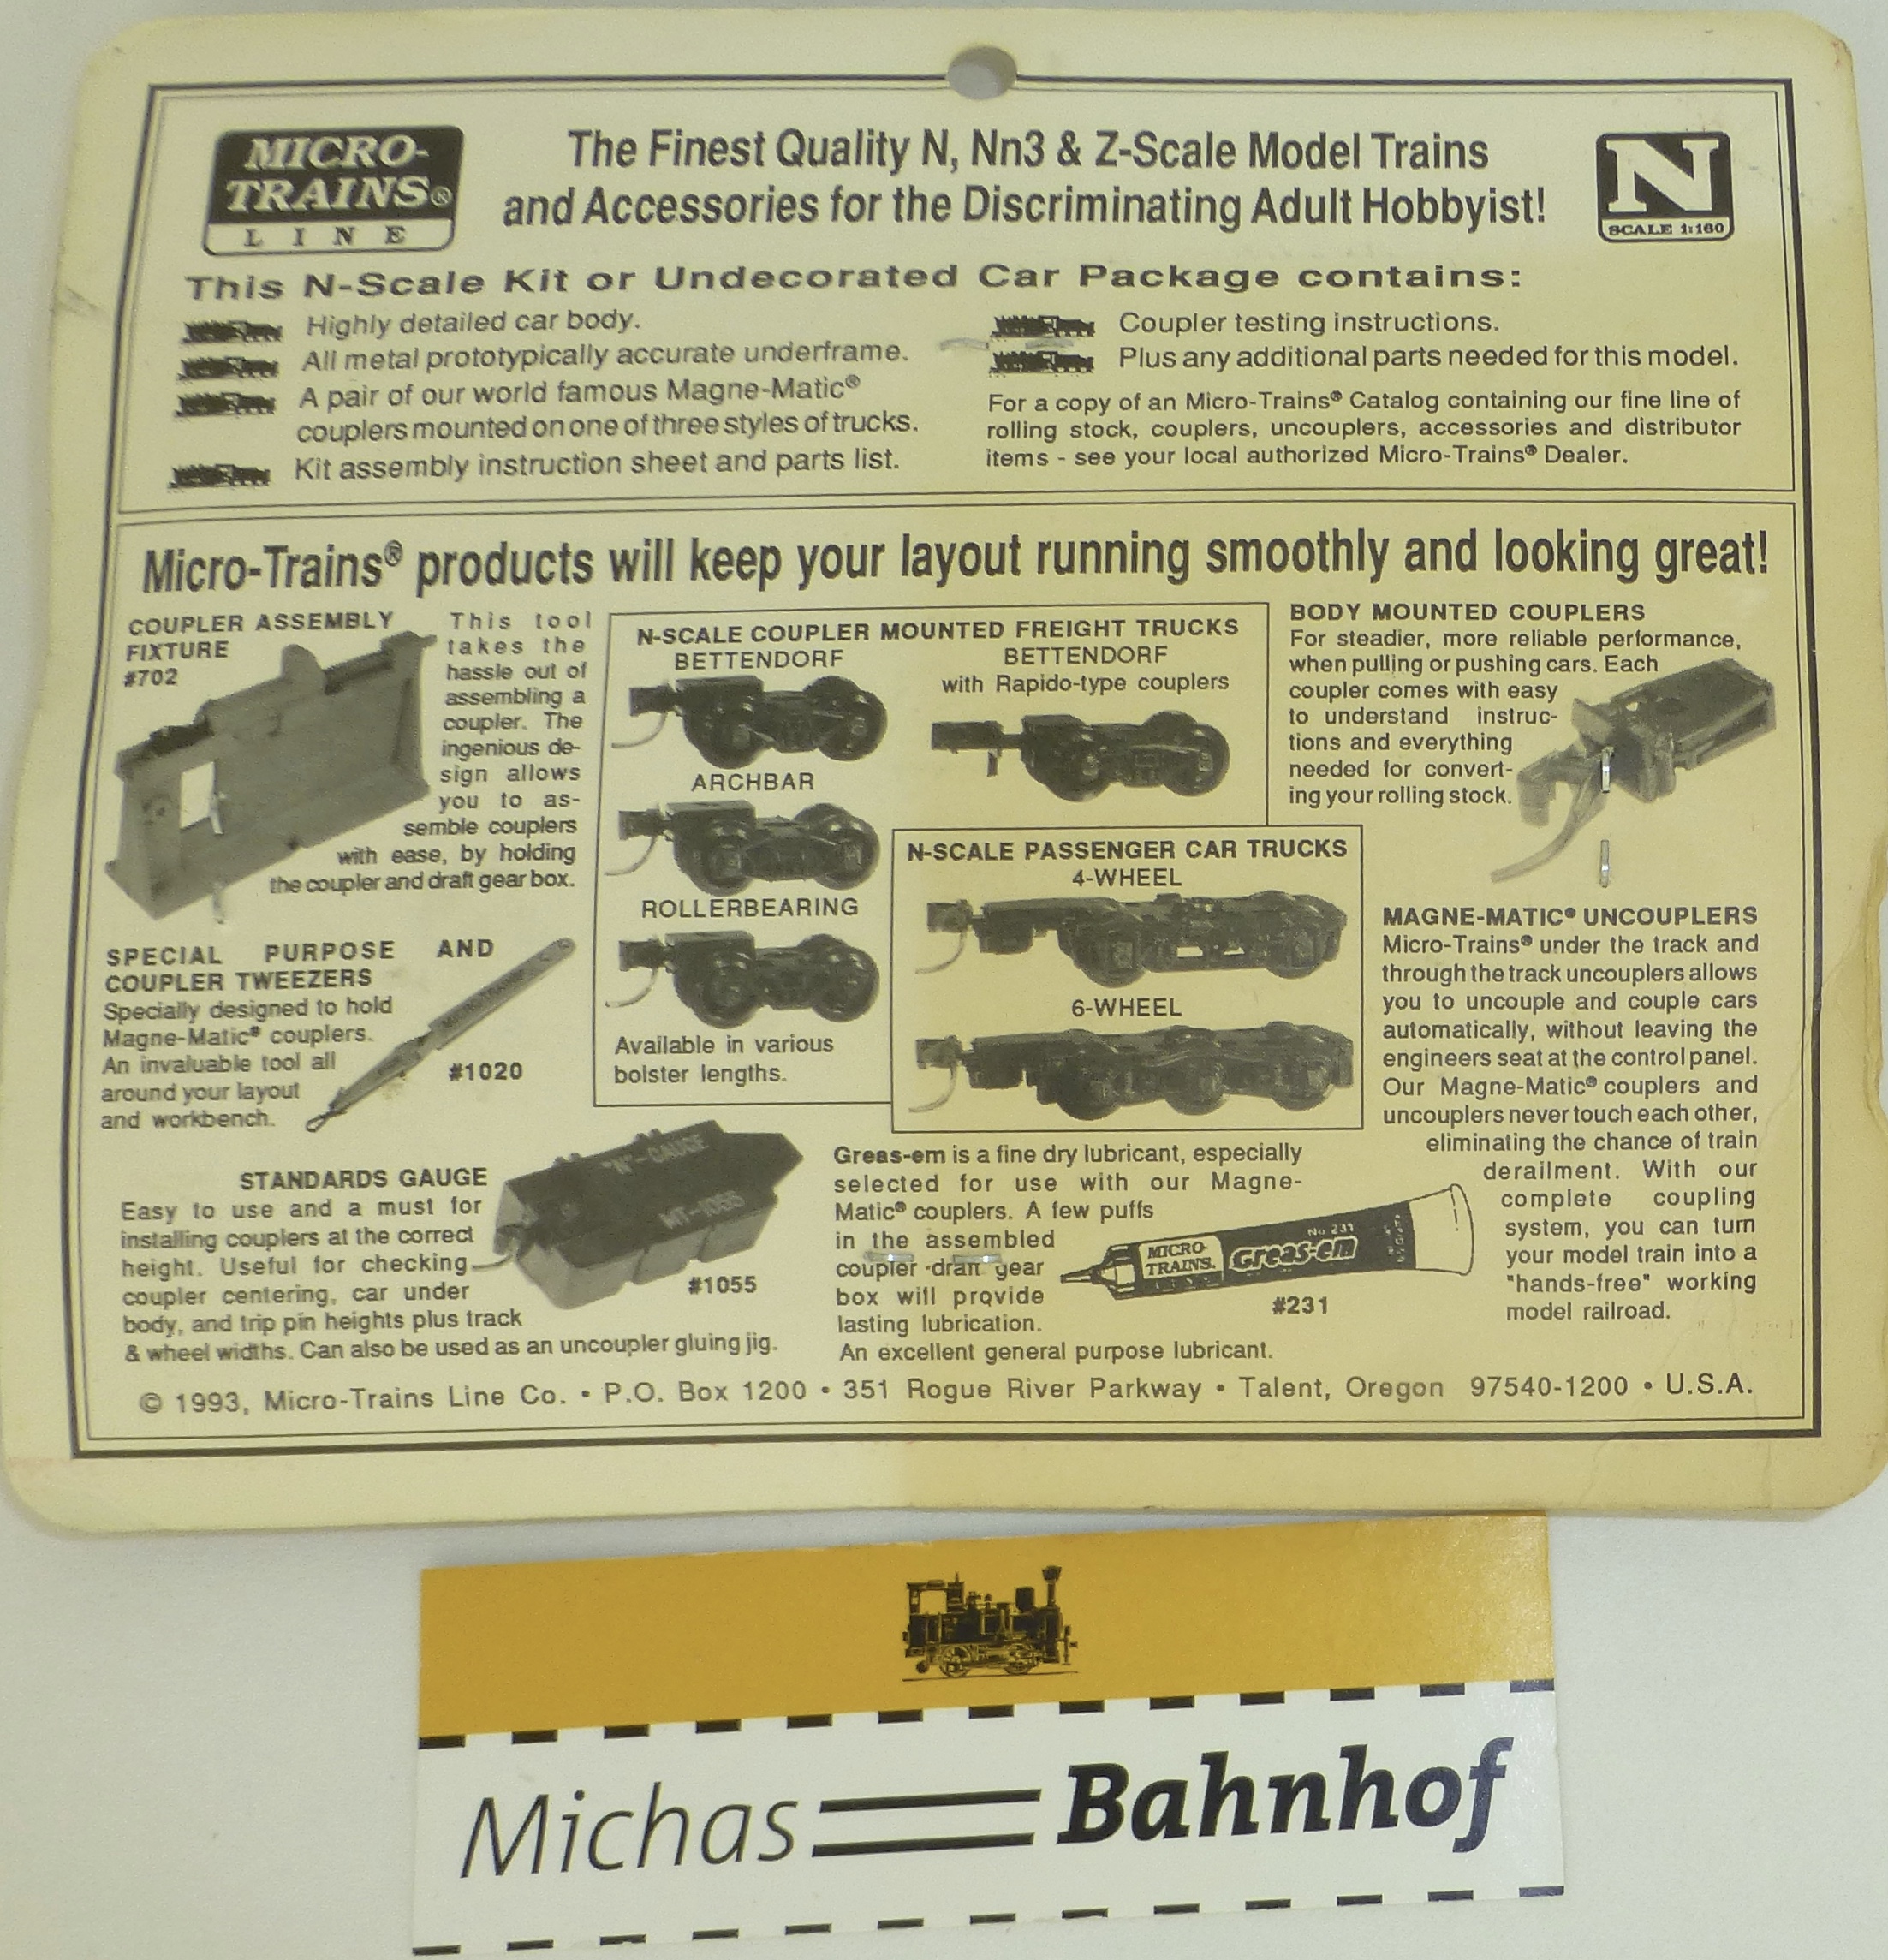 MICRO-
TRAINS®
LINE
The Finest Quality N, Nn3 & Z-Scale Model Trains
and Accessories for the Discriminating Adult Hobbyist!
N
SCALE 1:160
This N-Scale Kit or Undecorated Car Package contains:
Highly detailed car body.
All metal prototypically accurate underframe.
A pair of our world famous Magne-Matic®
couplers mounted on one of three styles of trucks.
Kit assembly instruction sheet and parts list.
Coupler testing instructions.
Plus any additional parts needed for this model.
For a copy of an Micro-Trains® Catalog containing our fine line of
rolling stock, couplers, uncouplers, accessories and distributor
items - see your local authorized Micro-Trains® Dealer.
Micro-Trains® products will keep your layout running smoothly and looking great!
COUPLER ASSEMBLY
FIXTURE
#702
This tool
takes the
hassle out of
assembling a
coupler. The
ingenious de-
sign allows
you to as-
semble couplers
with ease, by holding
the coupler and draft gear box.
SPECIAL PURPOSE AND
COUPLER TWEEZERS
Specially designed to hold
Magne-Matic® couplers.
An invaluable tool all
around your layout
and workbench.
#1020
STANDARDS GAUGE
Easy to use and a must for
installing couplers at the correct
height. Useful for checking
coupler centering, car under
body, and trip pin heights plus track
& wheel widths. Can also be used as an uncoupler gluing jig.
"N"-GAUGE
MT-1055
#1055
N-SCALE COUPLER MOUNTED FREIGHT TRUCKS
BETTENDORF
ARCHBAR
ROLLERBEARING
Available in various
bolster lengths.
BETTENDORF
with Rapido-type couplers
N-SCALE PASSENGER CAR TRUCKS
4-WHEEL
6-WHEEL
Greas-em is a fine dry lubricant, especially
selected for use with our Magne-
Matic® couplers. A few puffs
in the assembled
coupler draft gear
box will provide
lasting lubrication.
An excellent general purpose lubricant.
MICRO-
TRAINS.
No 231
Greas-em
#231
BODY MOUNTED COUPLERS
For steadier, more reliable performance,
when pulling or pushing cars. Each
coupler comes with easy
to understand instruc-
tions and everything
needed for convert-
ing your rolling stock.
MAGNE-MATIC® UNCOUPLERS
Micro-Trains® under the track and
through the track uncouplers allows
you to uncouple and couple cars
automatically, without leaving the
engineers seat at the control panel.
Our Magne-Matic® couplers and
uncouplers never touch each other,
eliminating the chance of train
derailment. With our
complete coupling
system, you can turn
your model train into a
"hands-free" working
model railroad.
© 1993, Micro-Trains Line Co. • P.O. Box 1200 • 351 Rogue River Parkway • Talent, Oregon 97540-1200 • U.S.A.
Michas Bahnhof